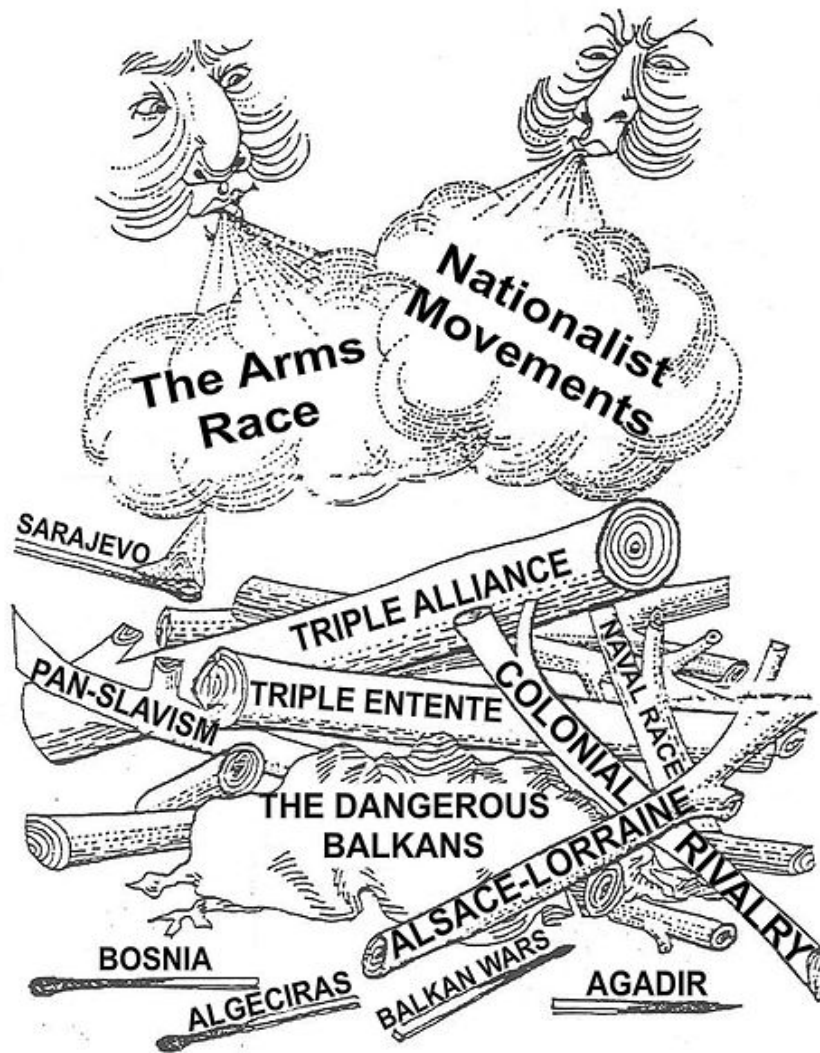 Nationalist
Movements
The Arms
Race
SARAJEVO
TRIPLE ALLIANCE
NAVAL RACE
PAN-SLAVISM
TRIPLE ENTENTE
COLONIAL RIVALRY
THE DANGEROUS
BALKANS
ALSACE-LORRAINE
BOSNIA
ALGECIRAS
BALKAN WARS
AGADIR